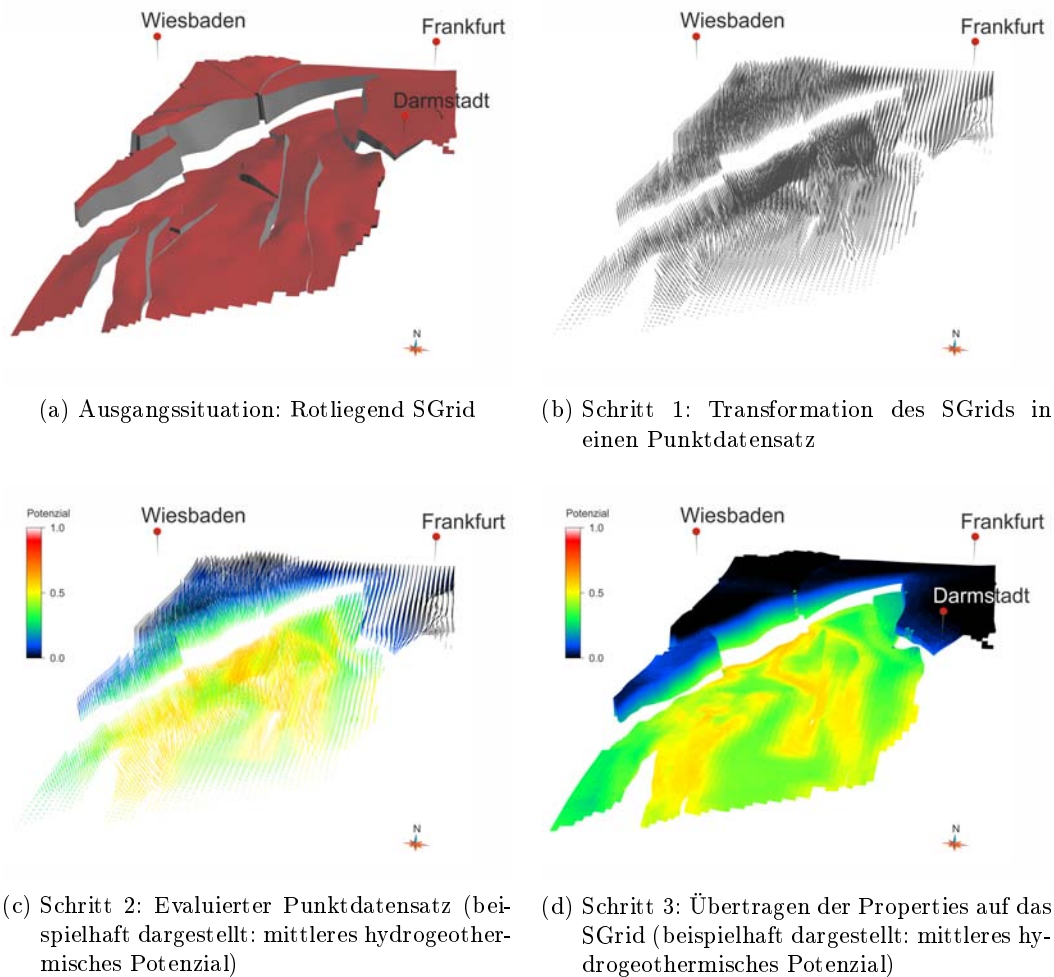 Wiesbaden
Frankfurt
Darmstadt
N
(a) Ausgangssituation: Rotliegend SGrid
Wiesbaden
Frankfurt
N
(b) Schritt 1: Transformation des SGrids in
einen Punktdatensatz
Potenzial
1.0
0.5
0.0
Wiesbaden
Frankfurt
N
(c) Schritt 2: Evaluierter Punktdatensatz (bei-
spielhaft dargestellt: mittleres hydrogeother-
misches Potenzial)
Potenzial
1.0
0.5
0.0
Wiesbaden
Frankfurt
Darmstadt
N
(d) Schritt 3: Übertragen der Properties auf das
SGrid (beispielhaft dargestellt: mittleres hy-
drogeothermisches Potenzial)